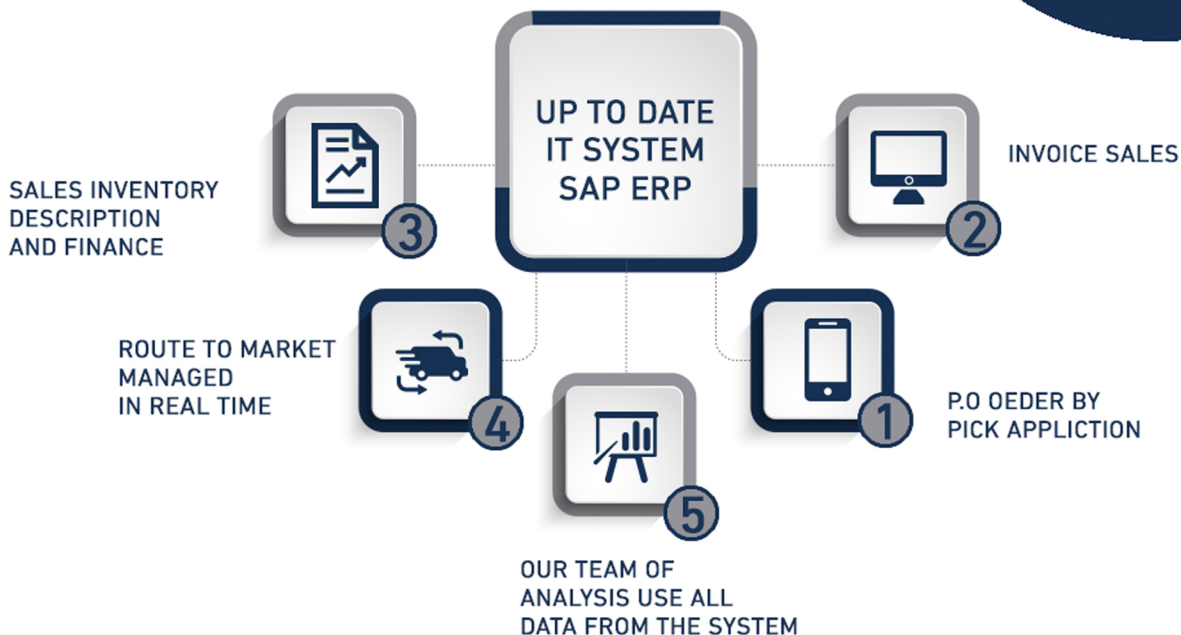 UP TO DATE
IT SYSTEM
SAP ERP
3
SALES INVENTORY
DESCRIPTION
AND FINANCE
2
INVOICE SALES
4
ROUTE TO MARKET
MANAGED
IN REAL TIME
1
P.O OEDER BY
PICK APPLICTION
5
OUR TEAM OF
ANALYSIS USE ALL
DATA FROM THE SYSTEM